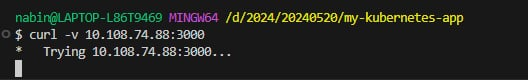 nabin@LAPTOP-L86T9469 MINGW64 /d/2024/20240520/my-kubernetes-app
$ curl -v 10.108.74.88:3000
*   Trying 10.108.74.88:3000...